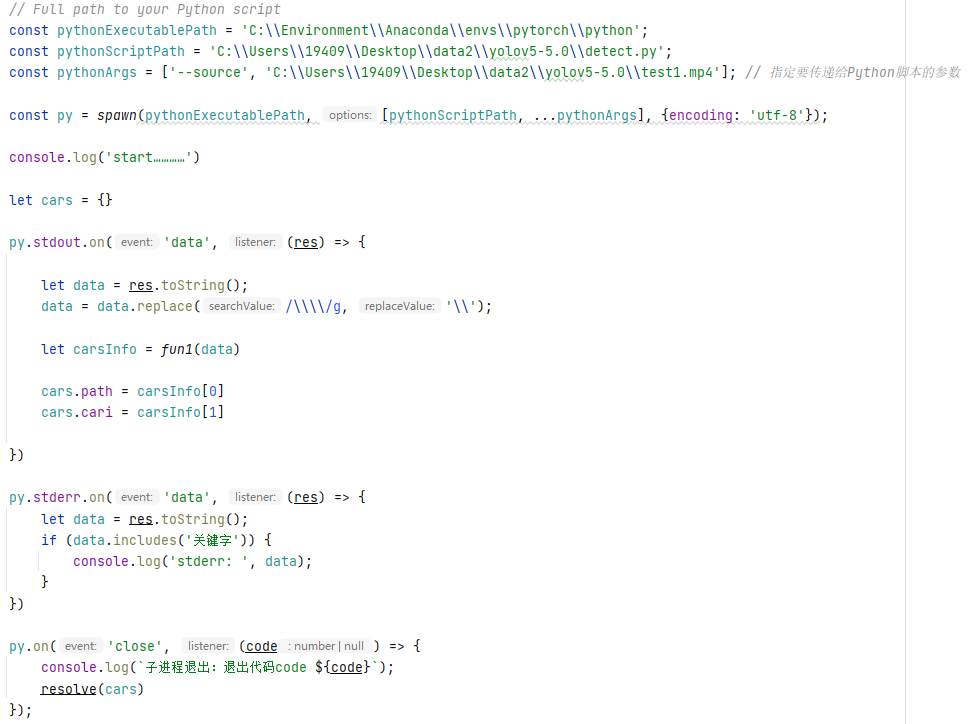 // Full path to your Python script
const pythonExecutablePath = 'C:\\Environment\\Anaconda\\envs\\pytorch\\python';
const pythonScriptPath = 'C:\\Users\\19409\\Desktop\\data2\\yolov5-5.0\\detect.py';
const pythonArgs = ['--source', 'C:\\Users\\19409\\Desktop\\data2\\yolov5-5.0\\test1.mp4']; // 指定要传递给Python脚本的参数
const py = spawn(pythonExecutablePath, options: [pythonScriptPath, ...pythonArgs], {encoding: 'utf-8'});
console.log('start…………')
let cars = {}
py.stdout.on( event: 'data', listener: (res) => {
let data = res.toString();
data = data.replace( searchValue: /\\\\/g, replaceValue: '\\');
let carsInfo = fun1(data)
cars.path = carsInfo[0]
cars.cari = carsInfo[1]
})
py.stderr.on( event: 'data', listener: (res) => {
let data = res.toString();
if (data.includes('关键字')) {
console.log('stderr: ', data);
}
})
py.on( event: 'close', listener: (code : number | null ) => {
console.log(`子进程退出：退出代码code ${code}`);
resolve(cars)
});